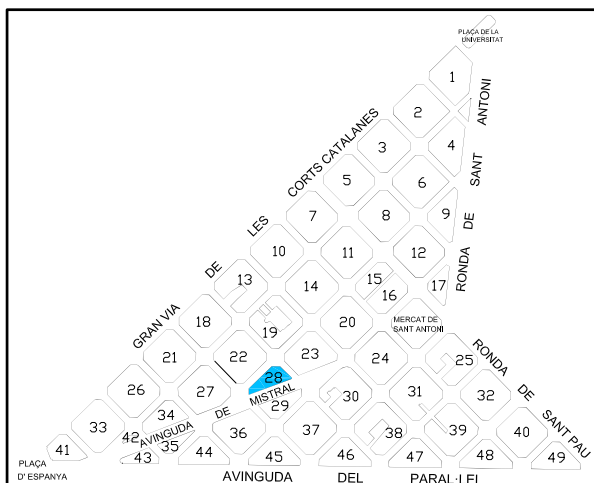 PLAÇA DE LA
UNIVERSITAT
1
ANTONI
2
CORTS CATALANES
3
4
SANT
5
6
7
8
9
DE
LES
10
11
12
RONDA
DE
13
14
15
16
17
GRAN VIA
18
19
20
MERCAT DE
SANT ANTONI
RONDA
21
22
23
24
25
28
26
27
MISTRAL
29
30
31
32
DE
34
DE
33
AVINGUDA
36
37
38
39
40
SANT PAU
42
35
41
43
44
45
46
47
48
49
PLAÇA
D' ESPANYA
AVINGUDA DEL PARAL·LEL